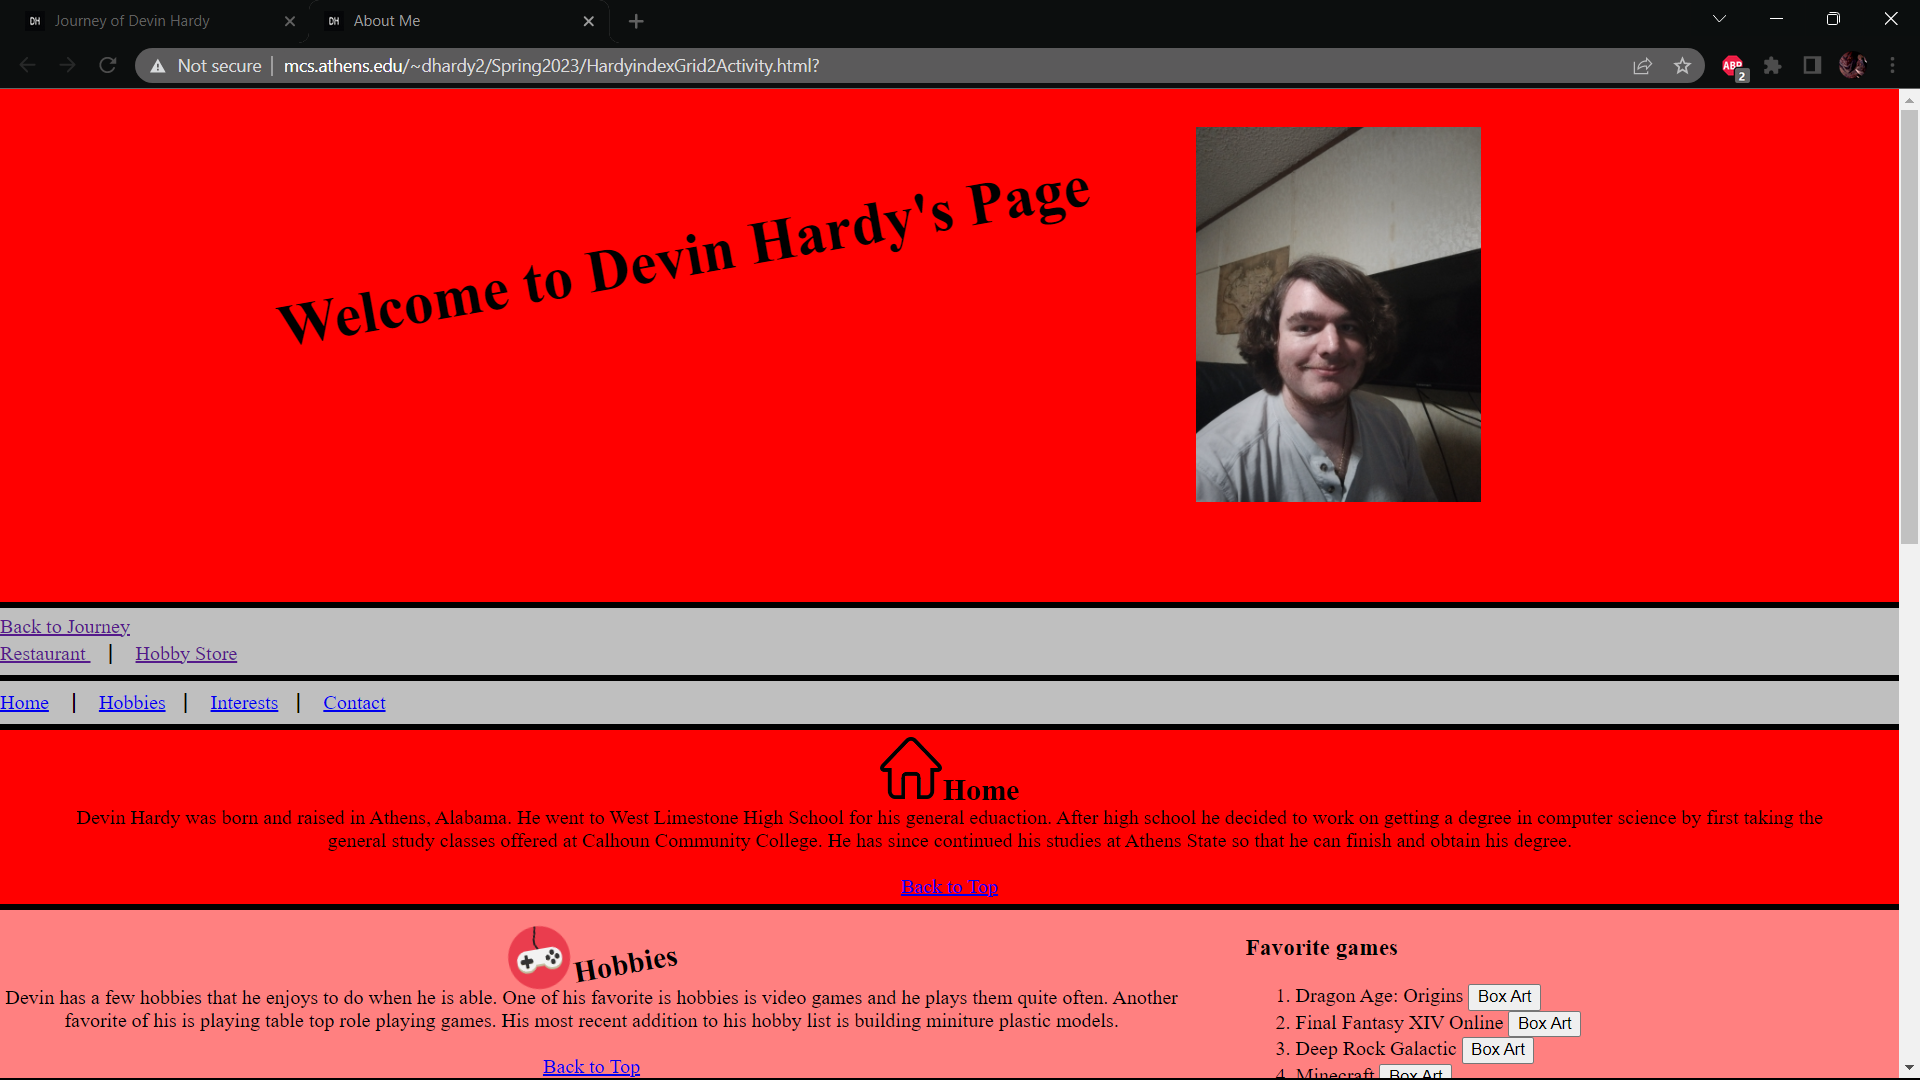 DH Journey of Devin Hardy
DH About Me
Not secure mcs.athens.edu/~dhardy2/Spring2023/HardyindexGrid2Activity.html?
ABP 2
Welcome to Devin Hardy's Page
Back to Journey
Restaurant | Hobby Store
Home | Hobbies | Interests | Contact
Home
Devin Hardy was born and raised in Athens, Alabama. He went to West Limestone High School for his general eduaction. After high school he decided to work on getting a degree in computer science by first taking the
general study classes offered at Calhoun Community College. He has since continued his studies at Athens State so that he can finish and obtain his degree.
Back to Top
Hobbies
Devin has a few hobbies that he enjoys to do when he is able. One of his favorite is hobbies is video games and he plays them quite often. Another
favorite of his is playing table top role playing games. His most recent addition to his hobby list is building miniture plastic models.
Back to Top
Favorite games
1. Dragon Age: Origins Box Art
2. Final Fantasy XIV Online Box Art
3. Deep Rock Galactic Box Art
4. Minecraft Box Art